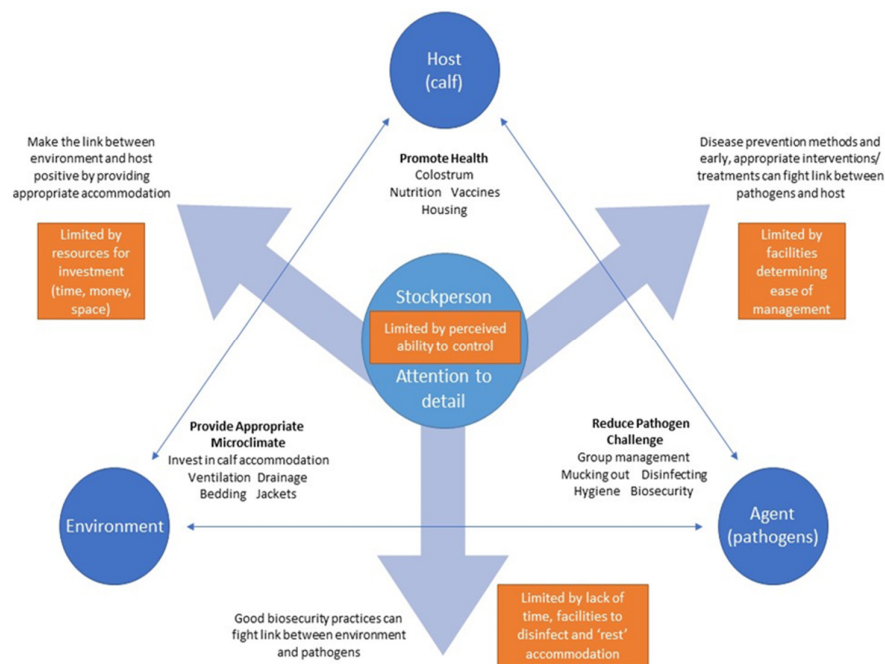 Host
(calf)
Make the link between
environment and host
positive by providing
appropriate accommodation
Limited by
resources for
investment
(time, money,
space)
Promote Health
Colostrum
Nutrition Vaccines
Housing
Disease prevention methods and
early, appropriate interventions/
treatments can fight link between
pathogens and host
Limited by
facilities
determining
ease of
management
Stockperson
Limited by perceived
ability to control
Attention to
detail
Provide Appropriate
Microclimate
Invest in calf accommodation
Ventilation Drainage
Bedding Jackets
Reduce Pathogen
Challenge
Group management
Mucking out Disinfecting
Hygiene Biosecurity
Environment
Agent
(pathogens)
Good biosecurity practices can
fight link between environment
and pathogens
Limited by lack of
time, facilities to
disinfect and ‘rest’
accommodation